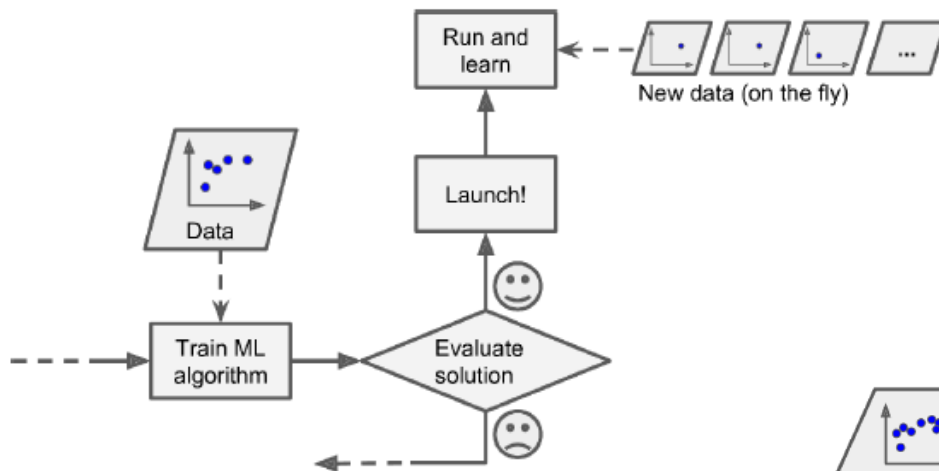 Run and
learn
...
New data (on the fly)
Launch!
Data
Train ML
algorithm
Evaluate
solution